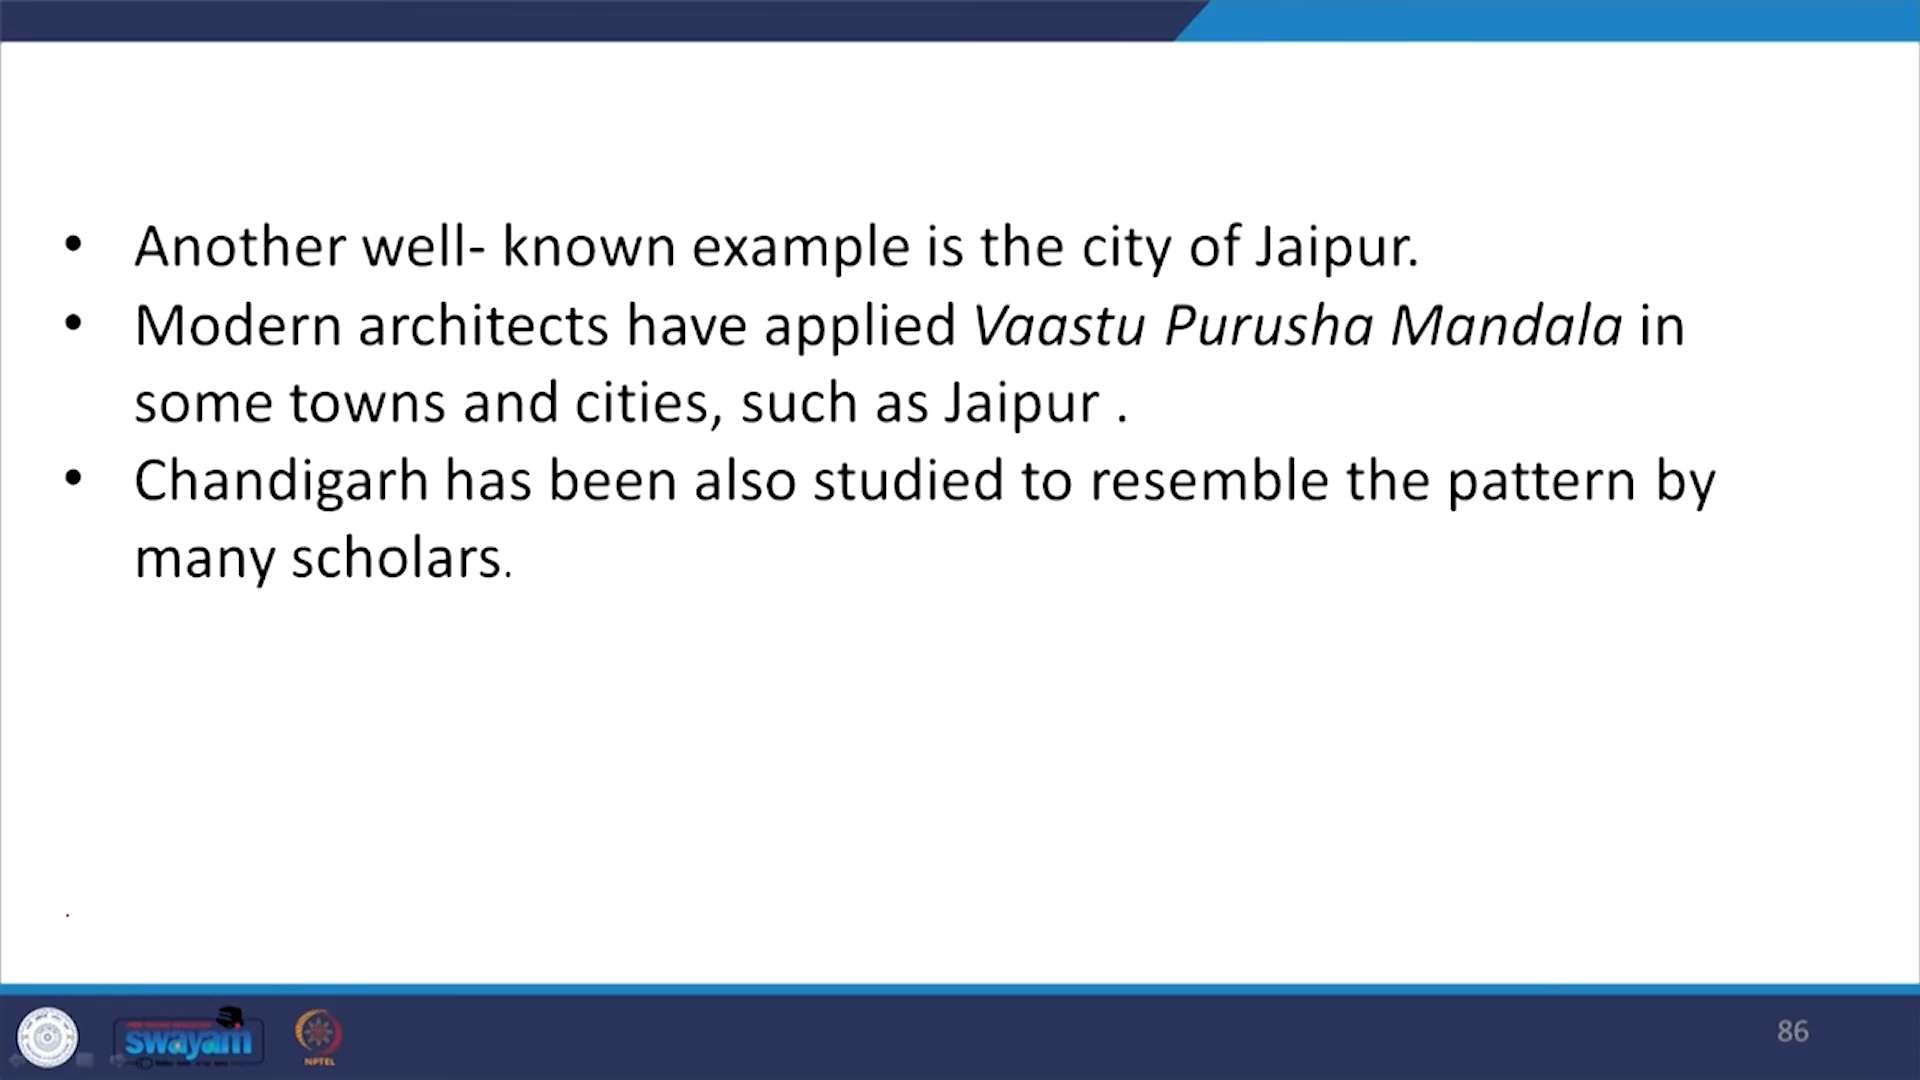 • Another well- known example is the city of Jaipur.
• Modern architects have applied Vaastu Purusha Mandala in
some towns and cities, such as Jaipur .
• Chandigarh has been also studied to resemble the pattern by
many scholars.
swayam
NPTEL
86